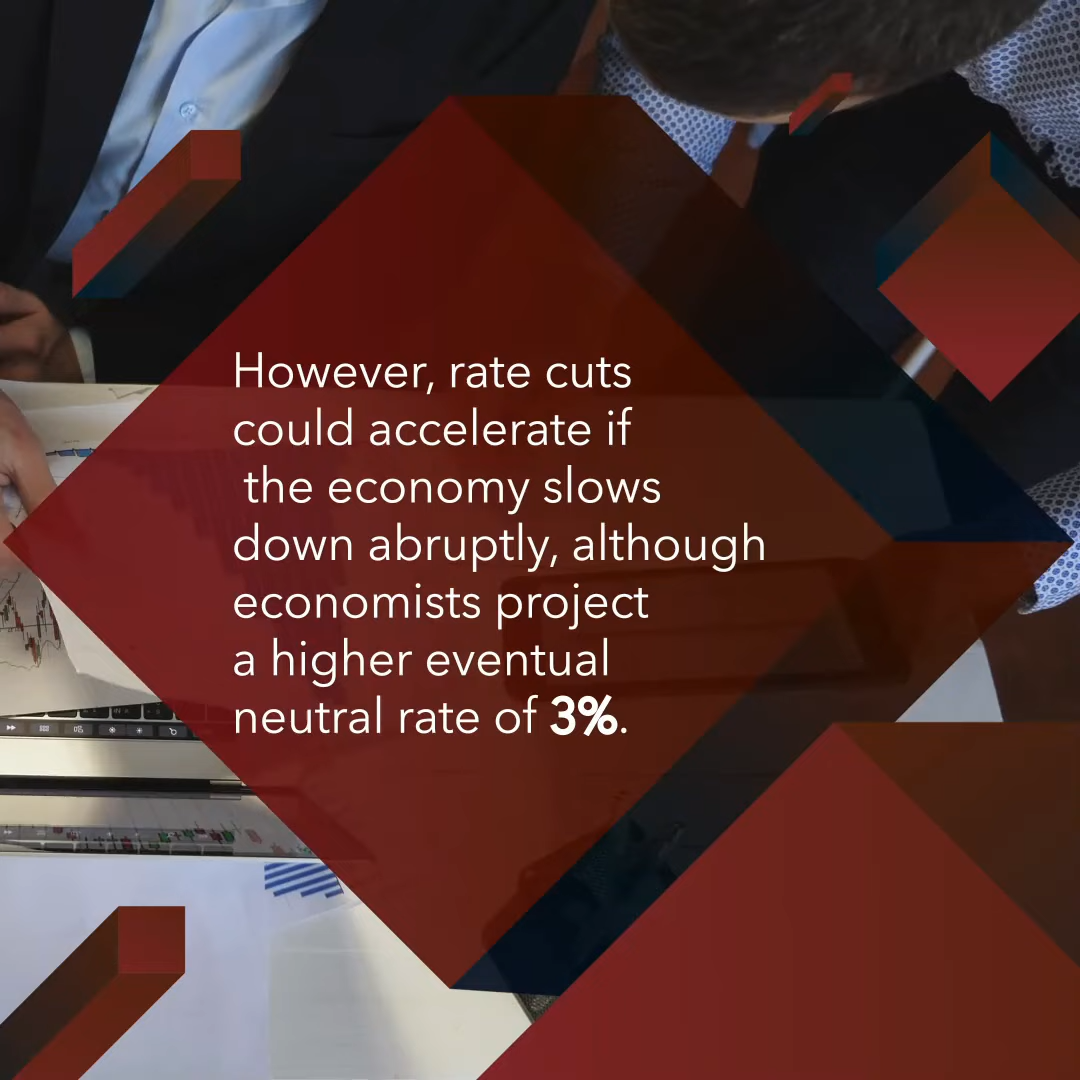 However, rate cuts
could accelerate if
the economy slows
down abruptly, although
economists project
a higher eventual
neutral rate of 3%.